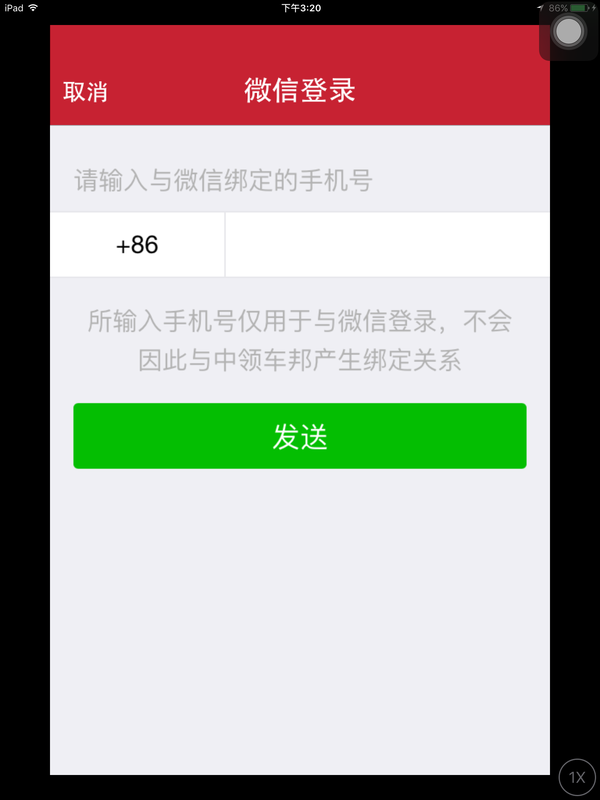 iPad 下午3:20 86%
取消 微信登录
请输入与微信绑定的手机号
+86
所输入手机号仅用于与微信登录，不会
因此与中领车邦产生绑定关系
发送
1X